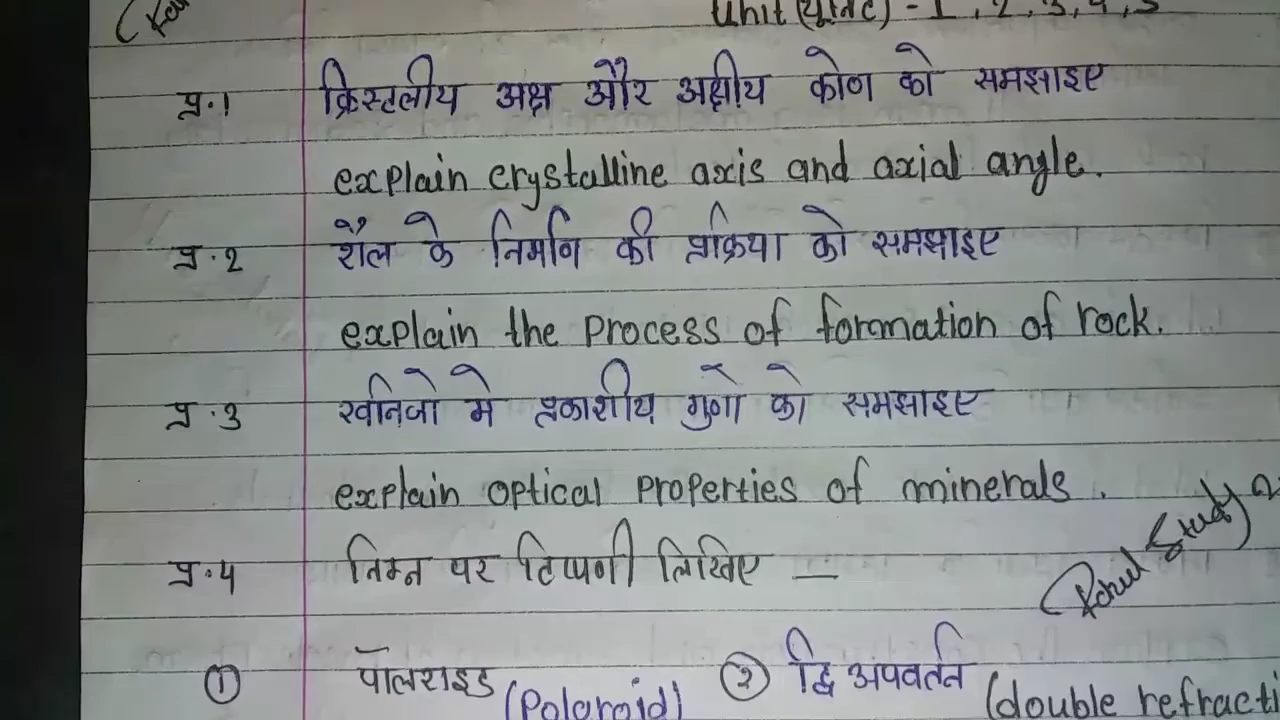 Unit (यूनिट) - 1, 2, 3, 4, 5
प्र.1 क्रिस्टलीय अक्ष और अक्षीय कोण को समझाइए
explain crystalline axis and axial angle.
प्र.2 शैल के निर्माण की प्रक्रिया को समझाइए
explain the process of formation of rock.
प्र.3 खनिजो मे प्रकाशीय गुणों को समझाइए
explain optical properties of minerals.
प्र.4 निम्न पर टिप्पणी लिखिए —
Study
① पॉलराइड (Polaroid) ② द्वि अपवर्तन (double refracti